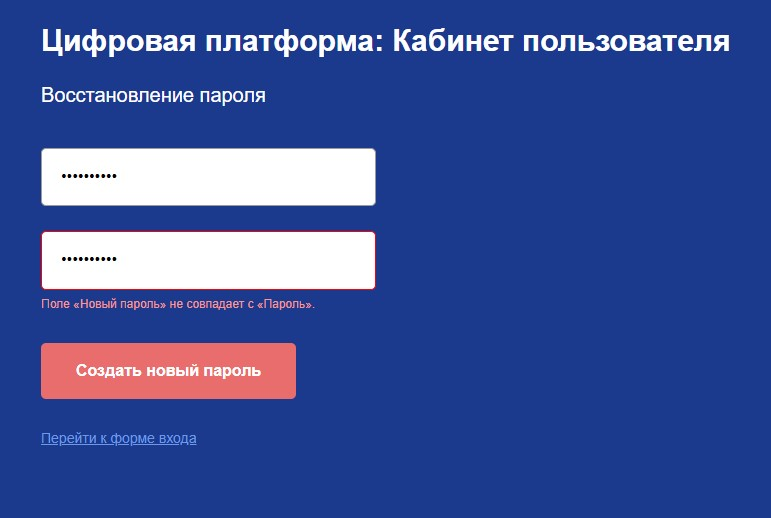 Цифровая платформа: Кабинет пользователя
Восстановление пароля
••••••••••
••••••••••
Поле «Новый пароль» не совпадает с «Пароль».
Создать новый пароль
Перейти к форме входа